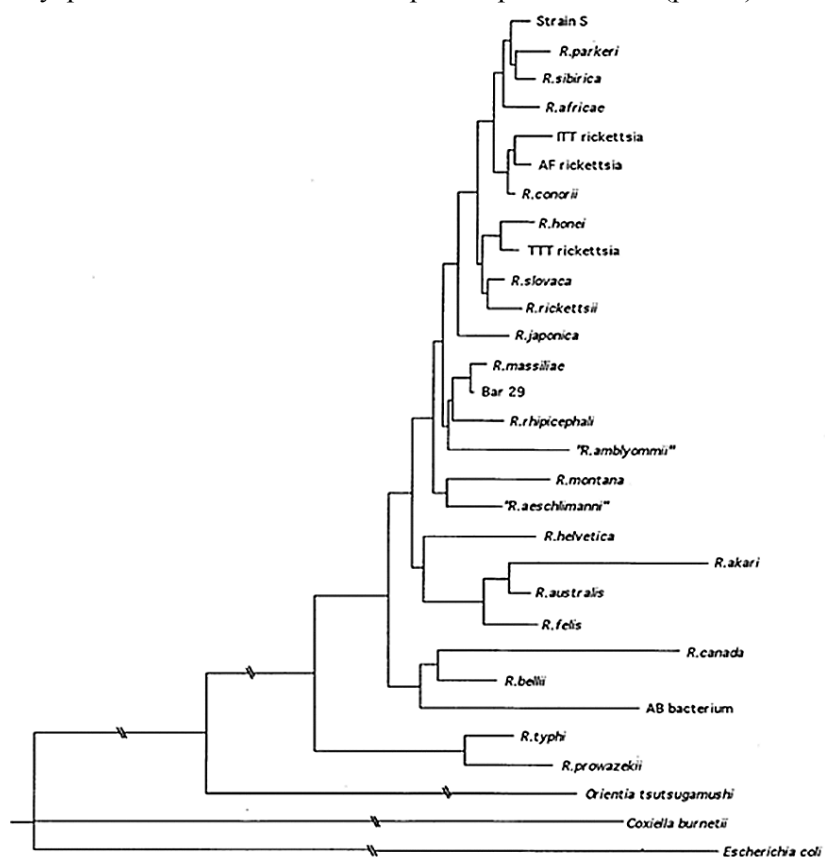 Strain S
R.parkeri
R.sibirica
R.africae
ITT rickettsia
AF rickettsia
R.conorii
R.honei
TTT rickettsia
R.slovaca
R.rickettsii
R.japonica
R.massiliae
Bar 29
R.rhipicephali
"R.amblyommii"
R.montana
"R.aeschlimanni"
R.helvetica
R.akari
R.australis
R.felis
R.canada
R.bellii
AB bacterium
R.typhi
R.prowazekii
Orientia tsutsugamushi
Coxiella burnetii
Escherichia coli